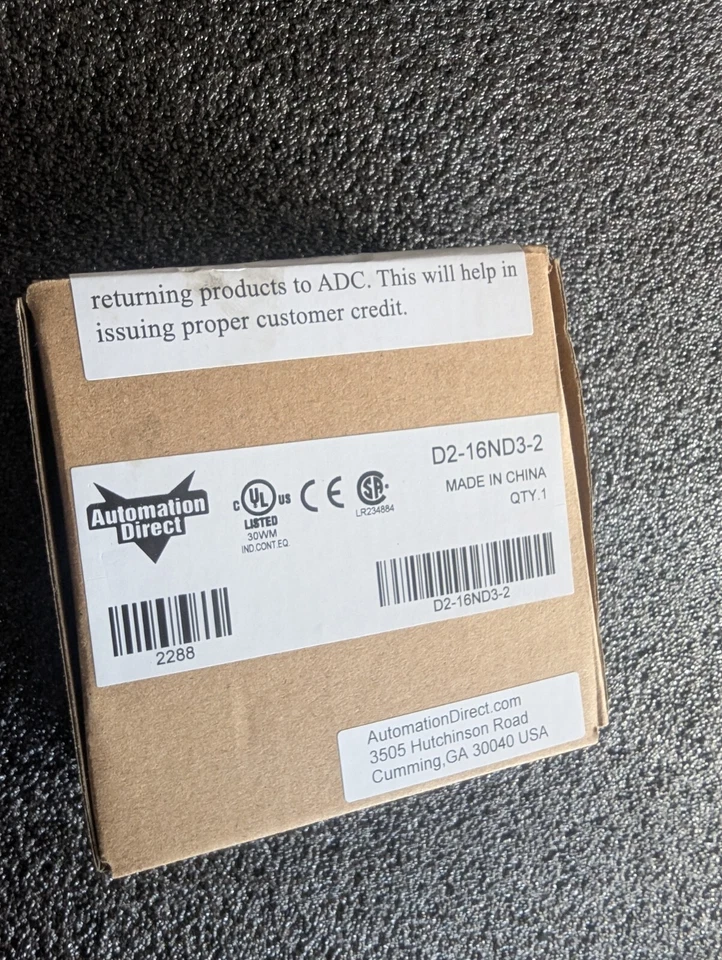 returning products to ADC. This will help in
issuing proper customer credit.
D2-16ND3-2
MADE IN CHINA
QTY.1
Automation
Direct
C UL US
LISTED
30WM
IND.CONT.EQ.
CE
SA
LR234884
2288
D2-16ND3-2
AutomationDirect.com
3505 Hutchinson Road
Cumming,GA 30040 USA